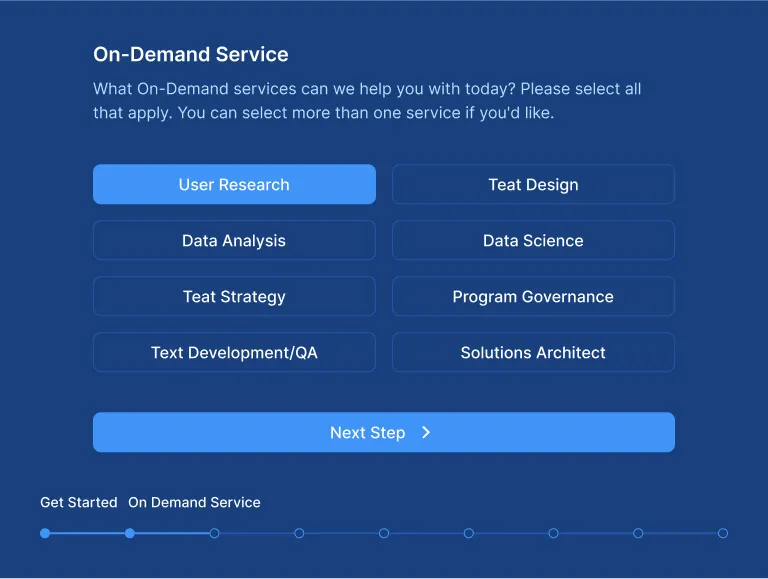 On-Demand Service
What On-Demand services can we help you with today? Please select all
that apply. You can select more than one service if you'd like.
User Research
Teat Design
Data Analysis
Data Science
Teat Strategy
Program Governance
Text Development/QA
Solutions Architect
Next Step
Get Started
On Demand Service